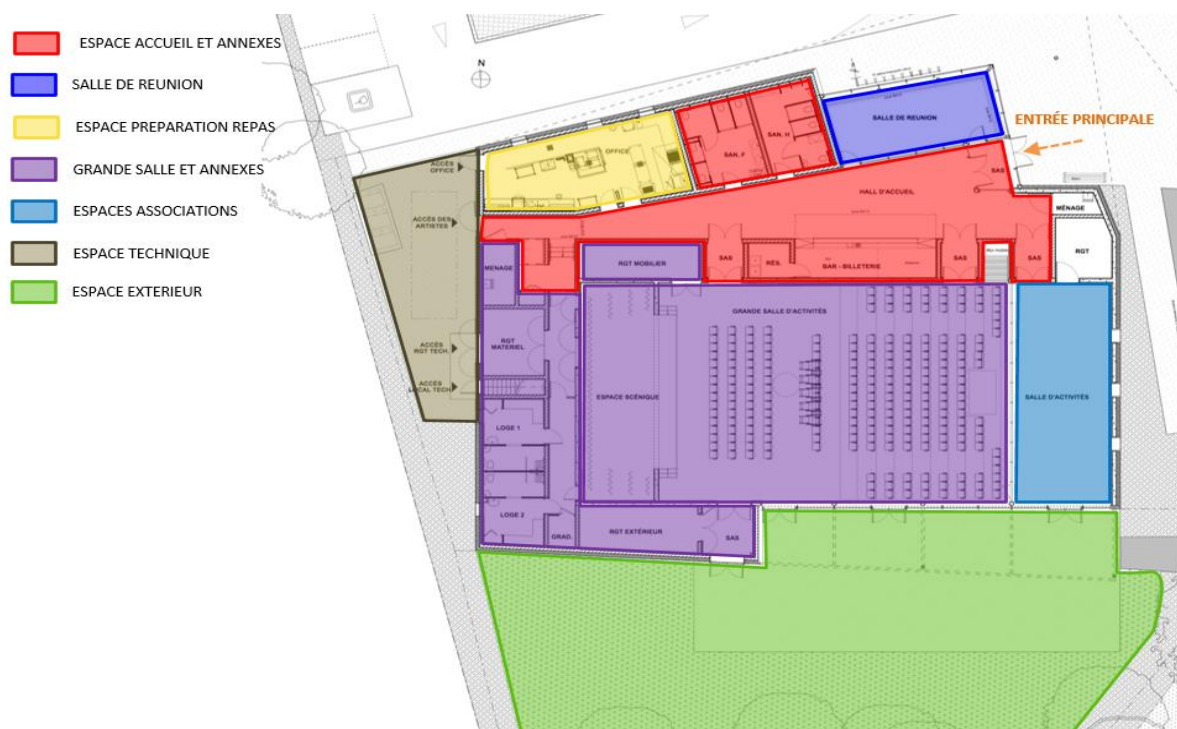 ESPACE ACCUEIL ET ANNEXES
SALLE DE REUNION
ESPACE PREPARATION REPAS
GRANDE SALLE ET ANNEXES
ESPACES ASSOCIATIONS
ESPACE TECHNIQUE
ESPACE EXTERIEUR
N
ENTRÉE PRINCIPALE
SALLE DE REUNION
OFFICE
SAN. F
SAN. H
ACCÈS
OFFICE
SAS
HALL D'ACCUEIL
MÉNAGE
ACCÈS DES
ARTISTES
RGT
MENAGE
RGT MOBILIER
SAS
RÉS.
BAR - BILLETERIE
SAS
SAS
GRANDE SALLE D'ACTIVITÉS
RGT
MATÉRIEL
ACCÈS
RGT TECH.
ACCÈS
LOCAL TECH.
ESPACE SCÉNIQUE
SALLE D'ACTIVITÉS
LOGE 1
LOGE 2
GRAD.
RGT EXTÉRIEUR
SAS